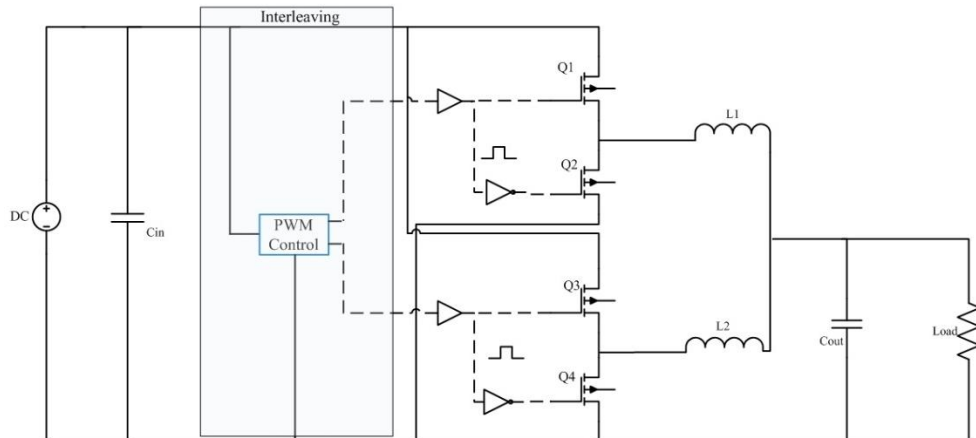 Interleaving
Q1
L1
Q2
DC
Cin
PWM
Control
Q3
L2
Cout
Load
Q4